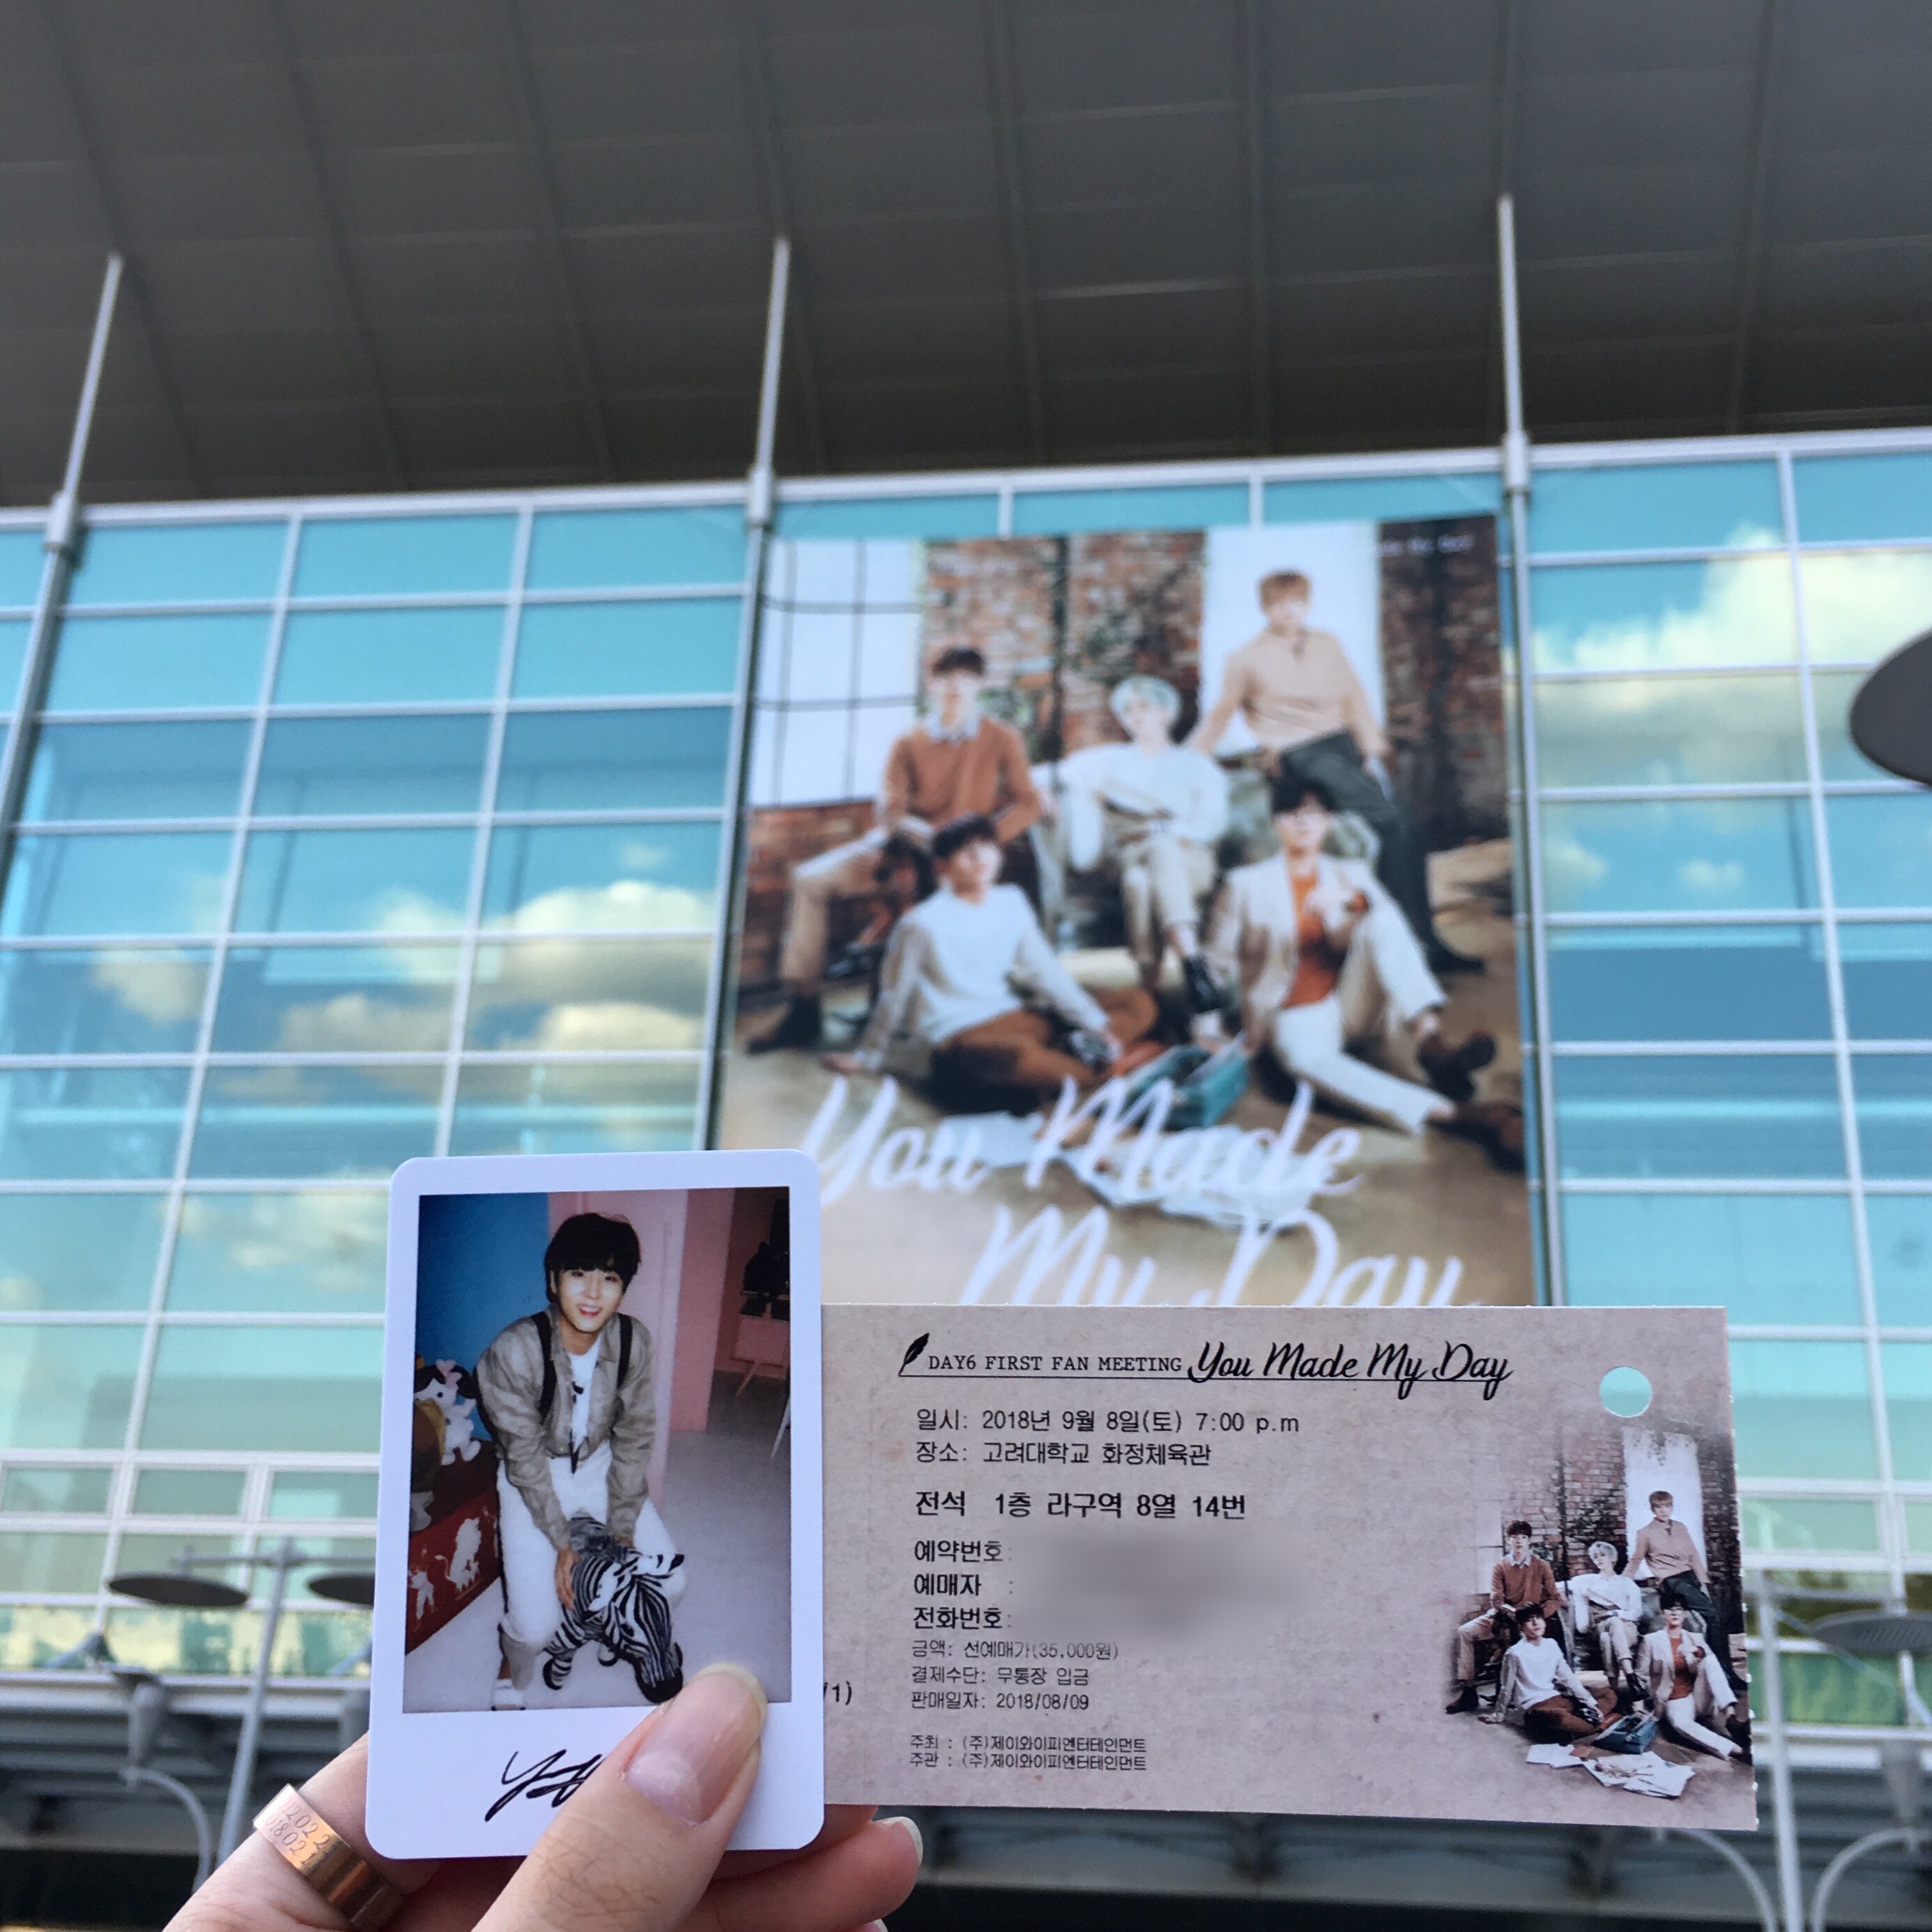 You Made
My Day
DAY6 FIRST FAN MEETING You Made My Day
일시: 2018년 9월 8일(토) 7:00 p.m
장소: 고려대학교 화정체육관
전석 1층 라구역 8열 14번
예약번호:
예매자 :
전화번호:
금액: 선예매가(35,000원)
결제수단: 무통장 입금
판매일자: 2018/08/09
/1)
주최 : (주)제이와이피엔터테인먼트
주관 : (주)제이와이피엔터테인먼트